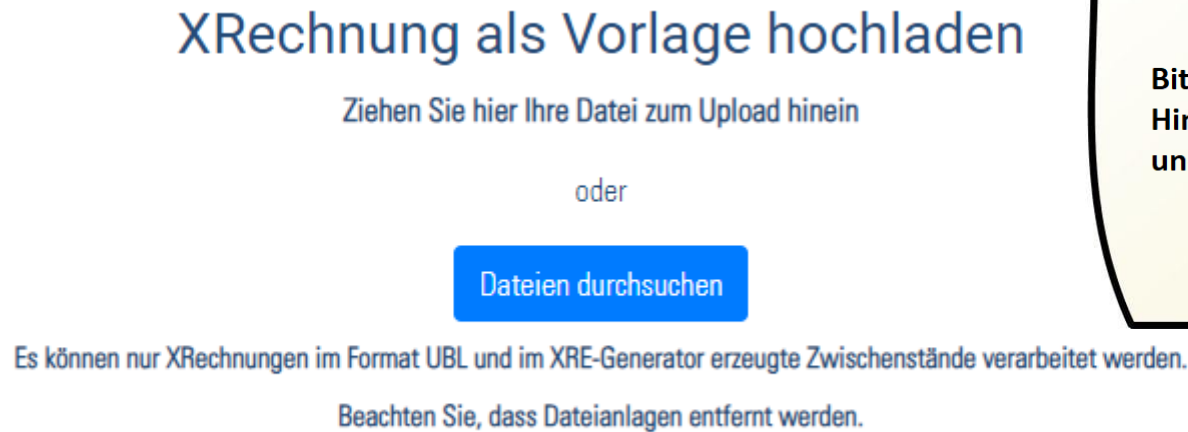 XRechnung als Vorlage hochladen
Ziehen Sie hier Ihre Datei zum Upload hinein
oder
Dateien durchsuchen
Es können nur XRechnungen im Format UBL und im XRE-Generator erzeugte Zwischenstände verarbeitet werden.
Beachten Sie, dass Dateianlagen entfernt werden.